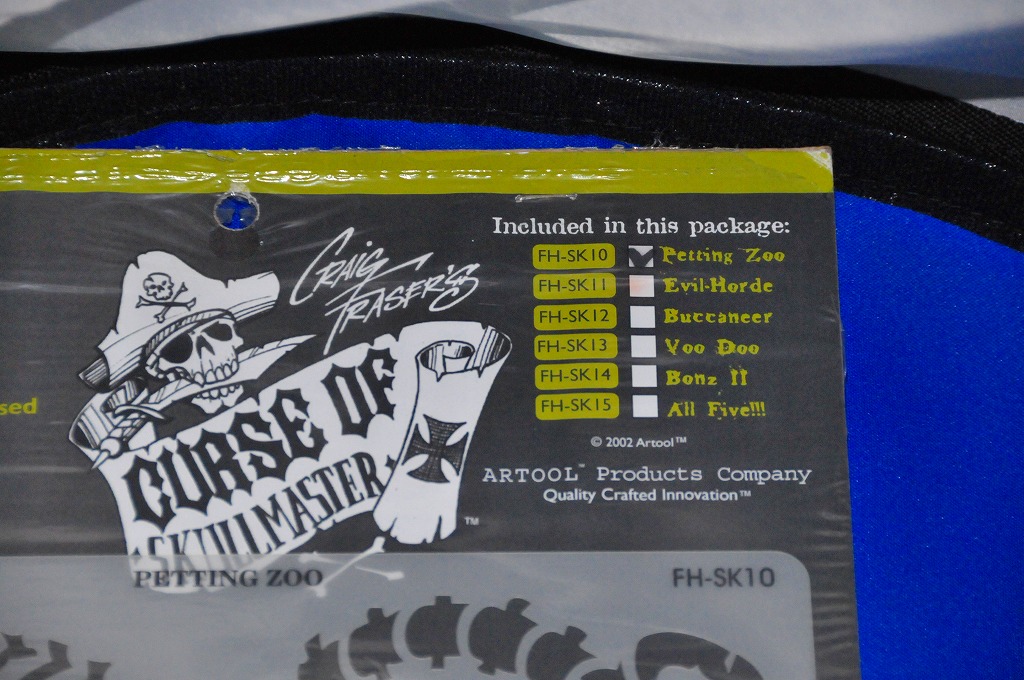 CRAIG
FRASER'S
CURSE OF
SKULLMASTER
TM
sed
Included in this package:
FH-SK10 Petting Zoo
FH-SK11 Evil-Horde
FH-SK12 Buccaneer
FH-SK13 Voo Doo
FH-SK14 Bonz II
FH-SK15 All Five!!!
© 2002 Artool™
ARTOOL™ Products Company
Quality Crafted Innovation™
PETTING ZOO
FH-SK10